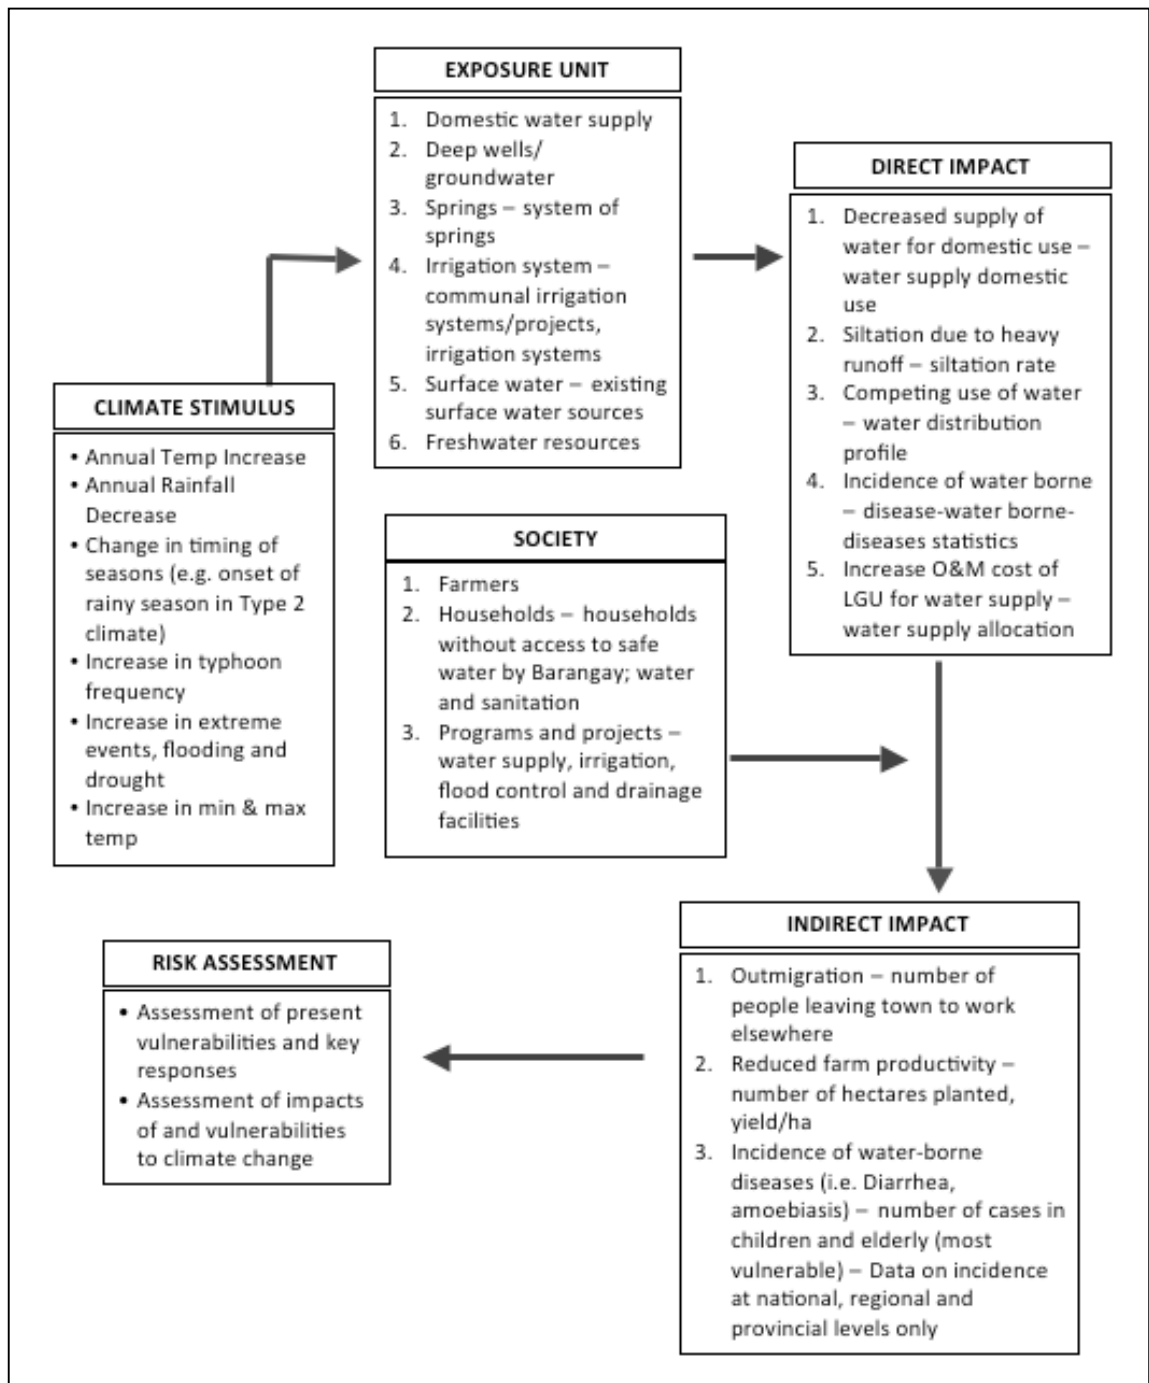 EXPOSURE UNIT
1. Domestic water supply
2. Deep wells/
groundwater
3. Springs – system of
springs
4. Irrigation system –
communal irrigation
systems/projects,
irrigation systems
5. Surface water – existing
surface water sources
6. Freshwater resources
DIRECT IMPACT
1. Decreased supply of
water for domestic use –
water supply domestic
use
2. Siltation due to heavy
runoff – siltation rate
3. Competing use of water
– water distribution
profile
4. Incidence of water borne
– disease-water borne-
diseases statistics
5. Increase O&M cost of
LGU for water supply –
water supply allocation
CLIMATE STIMULUS
• Annual Temp Increase
• Annual Rainfall
Decrease
• Change in timing of
seasons (e.g. onset of
rainy season in Type 2
climate)
• Increase in typhoon
frequency
• Increase in extreme
events, flooding and
drought
• Increase in min & max
temp
SOCIETY
1. Farmers
2. Households – households
without access to safe
water by Barangay; water
and sanitation
3. Programs and projects –
water supply, irrigation,
flood control and drainage
facilities
INDIRECT IMPACT
1. Outmigration – number of
people leaving town to work
elsewhere
2. Reduced farm productivity –
number of hectares planted,
yield/ha
3. Incidence of water-borne
diseases (i.e. Diarrhea,
amoebiasis) – number of cases in
children and elderly (most
vulnerable) – Data on incidence
at national, regional and
provincial levels only
RISK ASSESSMENT
• Assessment of present
vulnerabilities and key
responses
• Assessment of impacts
of and vulnerabilities
to climate change